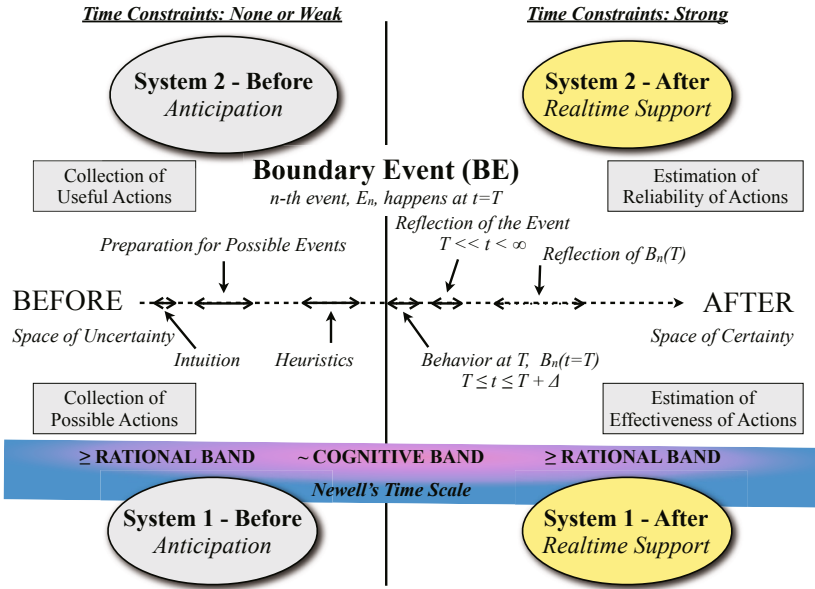 Time Constraints: None or Weak
Time Constraints: Strong
System 2 - Before
Anticipation
System 2 - After
Realtime Support
Collection of
Useful Actions
Boundary Event (BE)
n-th event, Eₙ, happens at t=T
Estimation of
Reliability of Actions
Preparation for Possible Events
Reflection of the Event
T << t < ∞
Reflection of Bₙ(T)
BEFORE
Space of Uncertainty
AFTER
Space of Certainty
Intuition
Heuristics
Behavior at T, Bₙ(t=T)
T ≤ t ≤ T + Δ
Collection of
Possible Actions
Estimation of
Effectiveness of Actions
≥ RATIONAL BAND
~ COGNITIVE BAND
≥ RATIONAL BAND
Newell's Time Scale
System 1 - Before
Anticipation
System 1 - After
Realtime Support